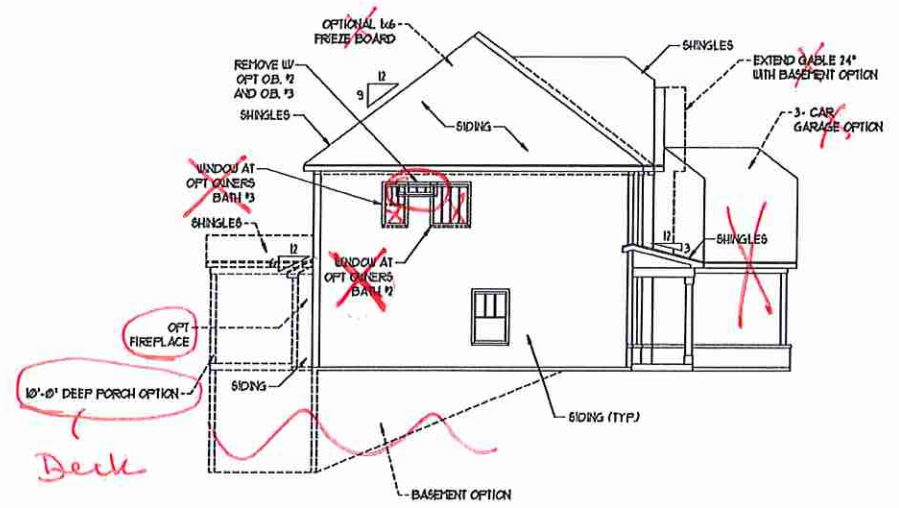 OPTIONAL 1x6
FRIEZE BOARD
SHINGLES
REMOVE W/
OPT O.B. #2
AND O.B. #3
EXTEND GABLE 24"
WITH BASEMENT OPTION
12
9
SHINGLES
SIDING
3- CAR
GARAGE OPTION
WINDOW AT
OPT OWNERS
BATH #3
SHINGLES
12
12
3
SHINGLES
WINDOW AT
OPT OWNERS
BATH #2
OPT
FIREPLACE
10'-0" DEEP PORCH OPTION
SIDING
SIDING (TYP.)
Deck
BASEMENT OPTION